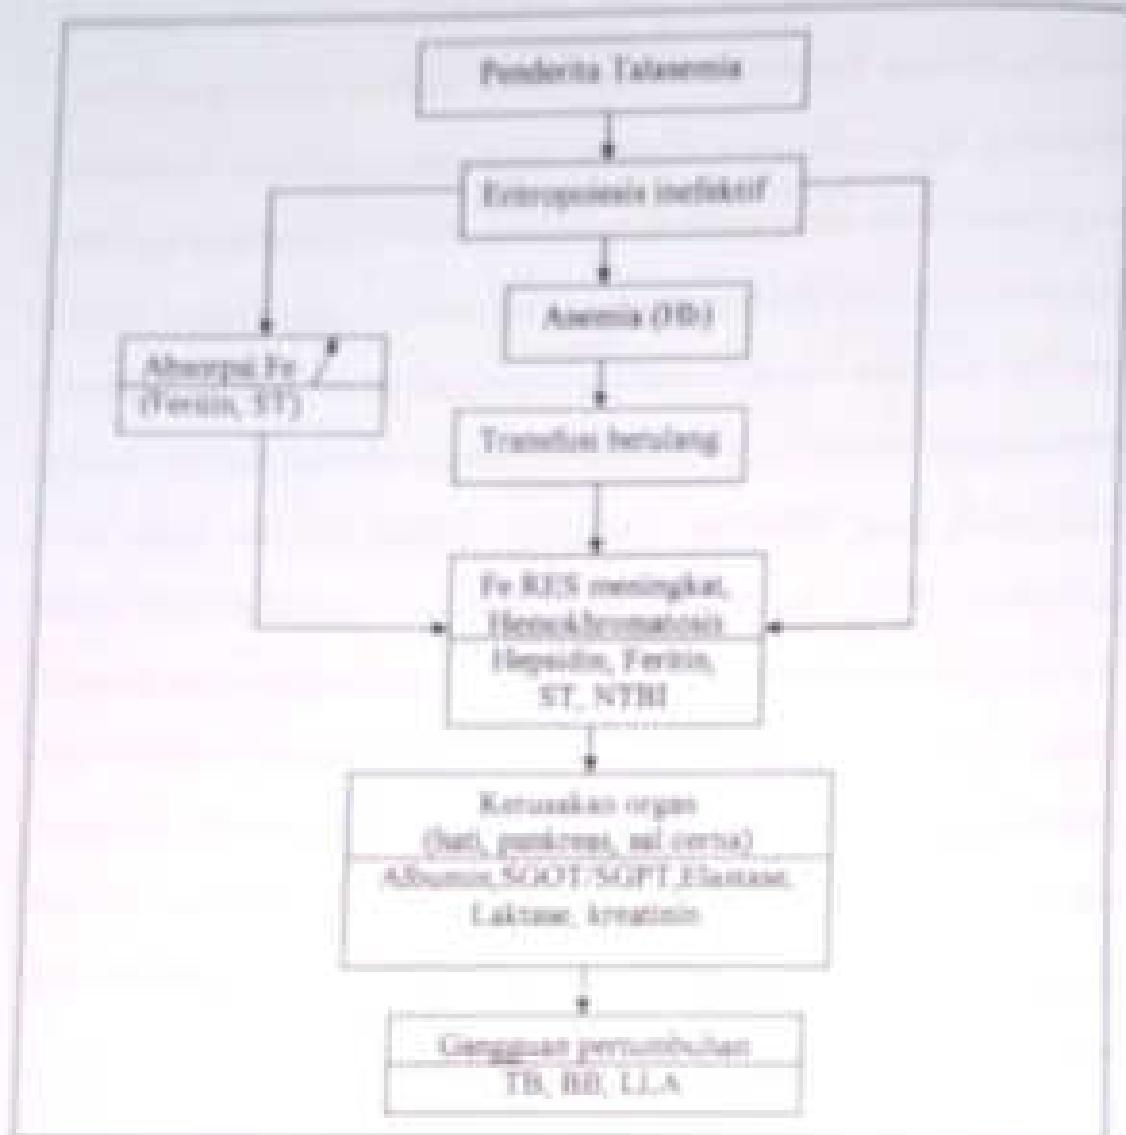 Penderita Talasemia
Eritropoiesis inefektif
Anemia (Hb)
Absorpsi Fe
(Feritin, ST)
Transfusi berulang
Fe RES meningkat,
Hemokhromatosis
Hepsidin, Feritin,
ST, NTBI
Kerusakan organ
(hati, pankreas, sal cerna)
Albumin,SGOT/SGPT,Elastase,
Laktase, kreatinin
Gangguan pertumbuhan
TB, BB, LLA